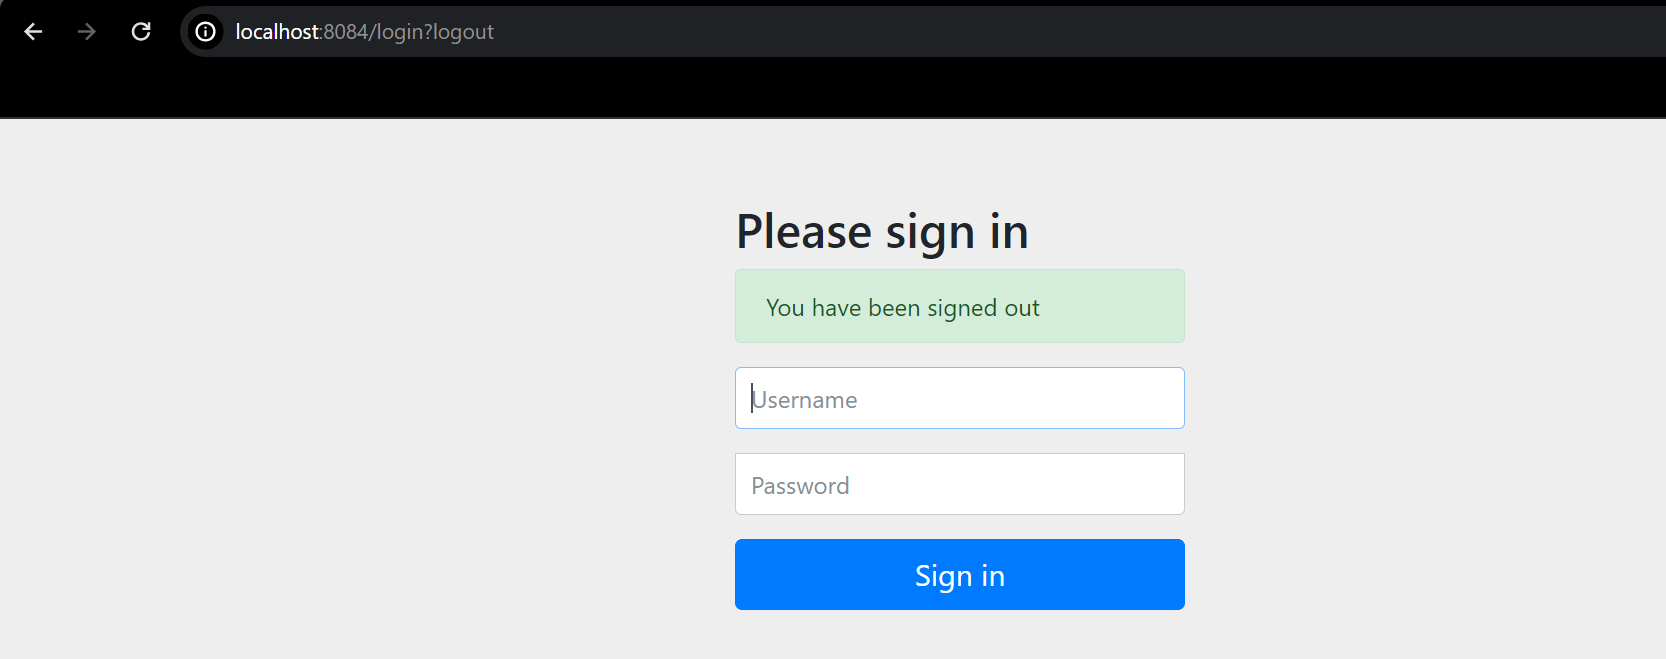 localhost:8084/login?logout
Please sign in
You have been signed out
Username
Password
Sign in